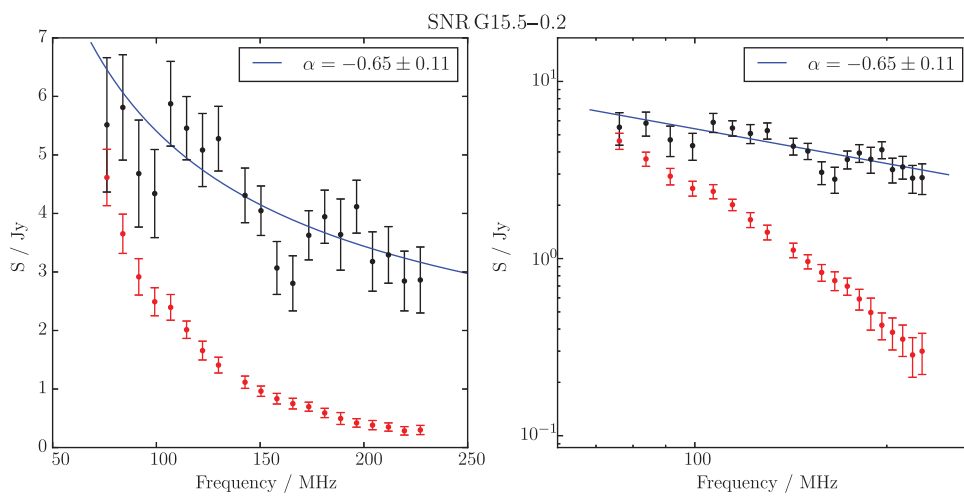 SNR G15.5–0.2
α = −0.65 ± 0.11
7
6
5
4
3
2
1
0
S / Jy
50 100 150 200 250
Frequency / MHz
α = −0.65 ± 0.11
10¹
10⁰
10⁻¹
S / Jy
100
Frequency / MHz